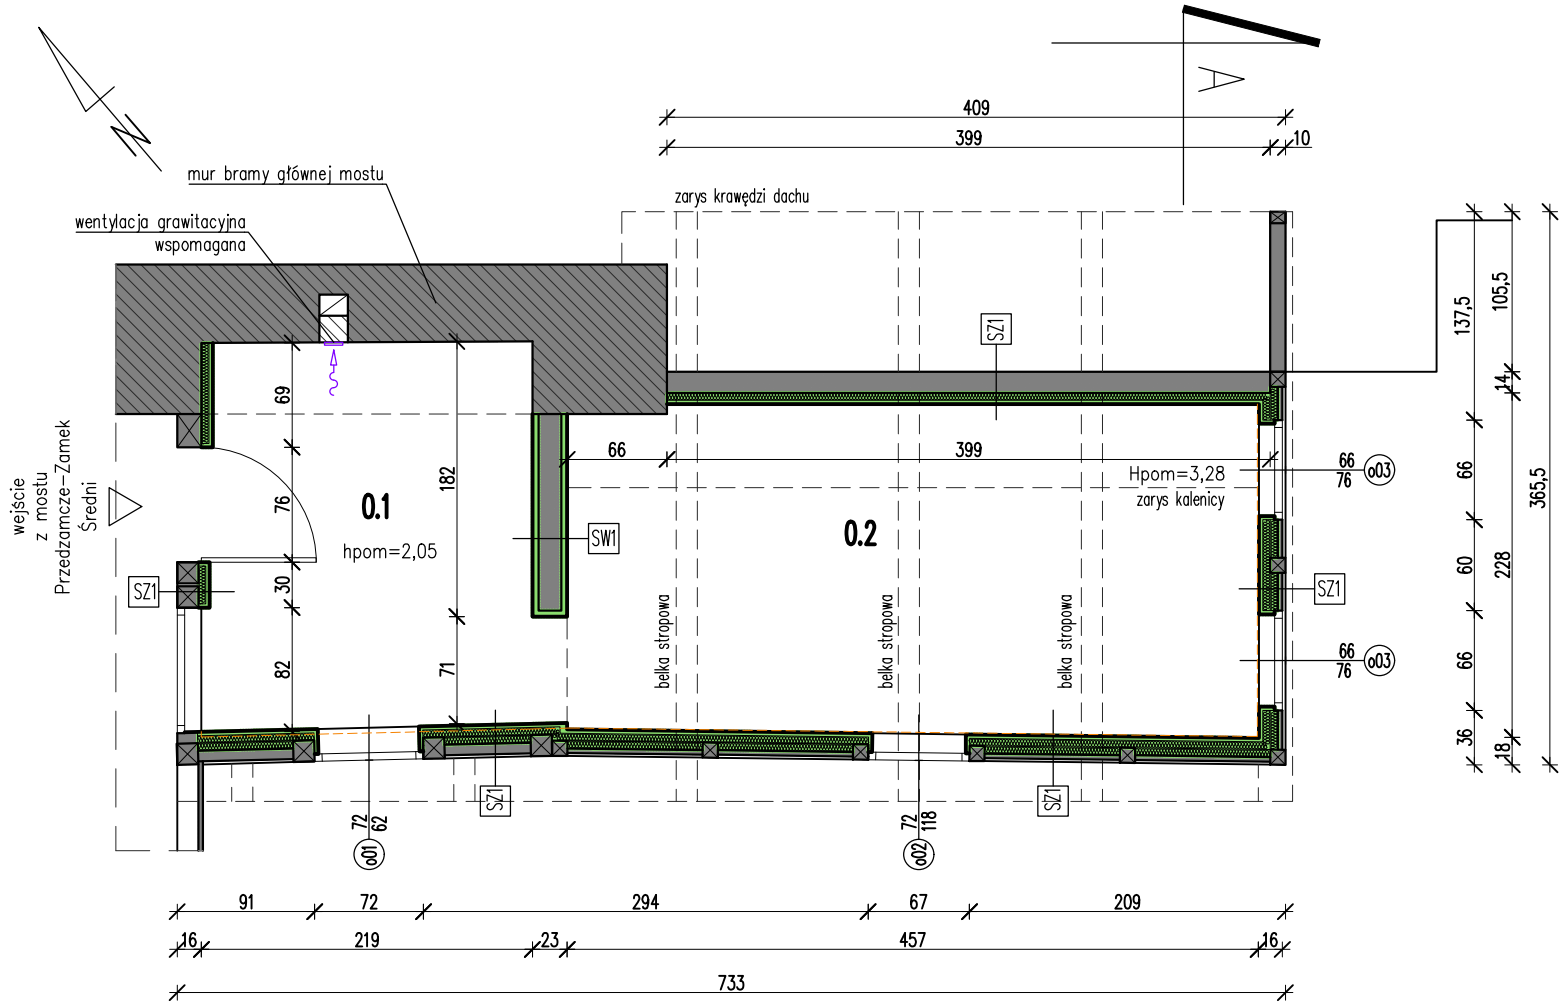 A
409
399
10
mur bramy głównej mostu
zarys krawędzi dachu
wentylacja grawitacyjna
wspomagana
N
SZ1
137,5
105,5
14
365,5
69
182
66
399
Hpom=3,28
zarys kalenicy
66
76
o03
66
wejście
z mostu
Przedzamcze-Zamek
Średni
76
0.1
hpom=2,05
0.2
SW1
SZ1
30
SZ1
60
228
82
71
belka stropowa
belka stropowa
belka stropowa
66
76
o03
66
36
18
SZ1
SZ1
72
62
o01
72
118
o02
91
72
294
67
209
16
219
23
457
16
733